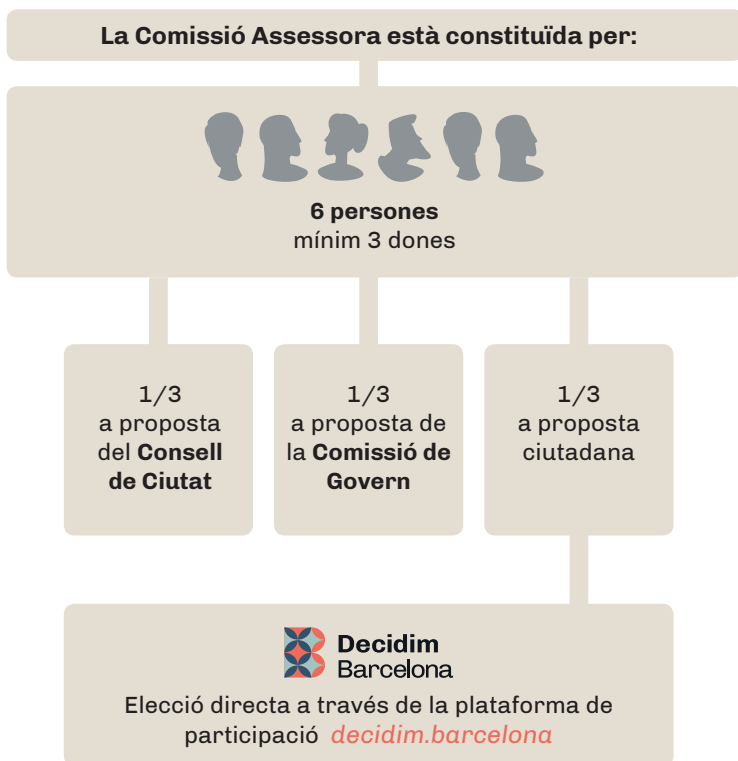 La Comissió Assessora està constituïda per:
6 persones
mínim 3 dones
1/3
a proposta
del Consell
de Ciutat
1/3
a proposta de
la Comissió de
Govern
1/3
a proposta
ciutadana
Decidim
Barcelona
Elecció directa a través de la plataforma de
participació decidim.barcelona